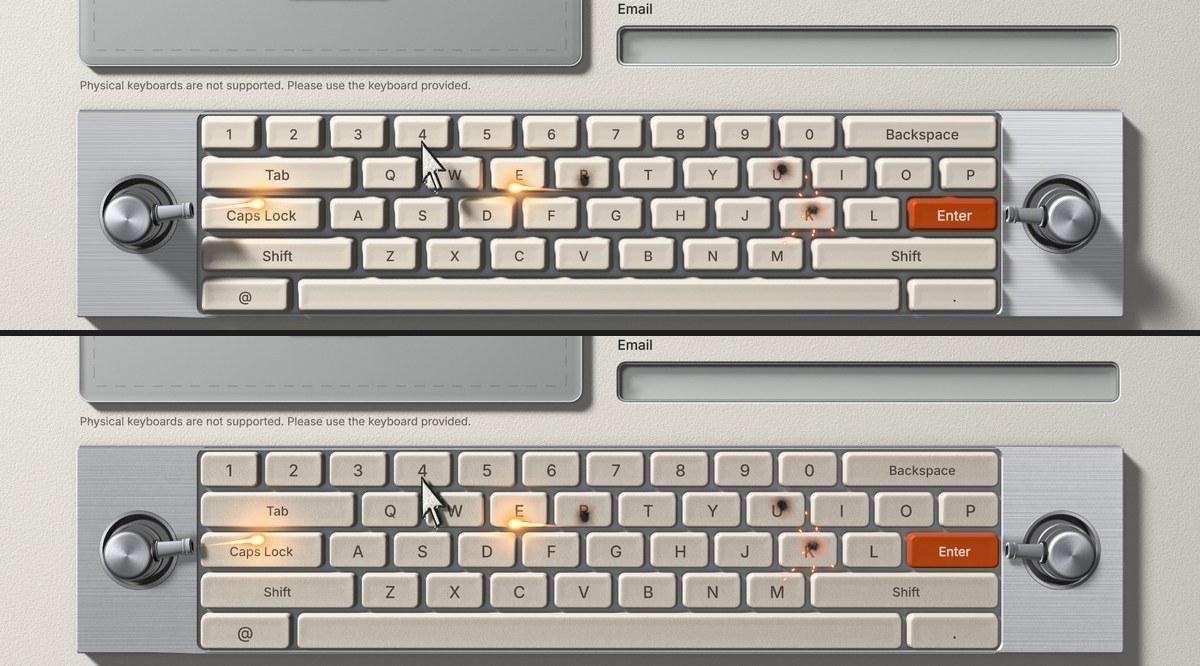 Email
Physical keyboards are not supported. Please use the keyboard provided.
1 2 3 4 5 6 7 8 9 0 Backspace
Tab Q W E R T Y U I O P
Caps Lock A S D F G H J K L Enter
Shift Z X C V B N M Shift
@ .
Email
Physical keyboards are not supported. Please use the keyboard provided.
1 2 3 4 5 6 7 8 9 0 Backspace
Tab Q W E R T Y U I O P
Caps Lock A S D F G H J K L Enter
Shift Z X C V B N M Shift
@ .